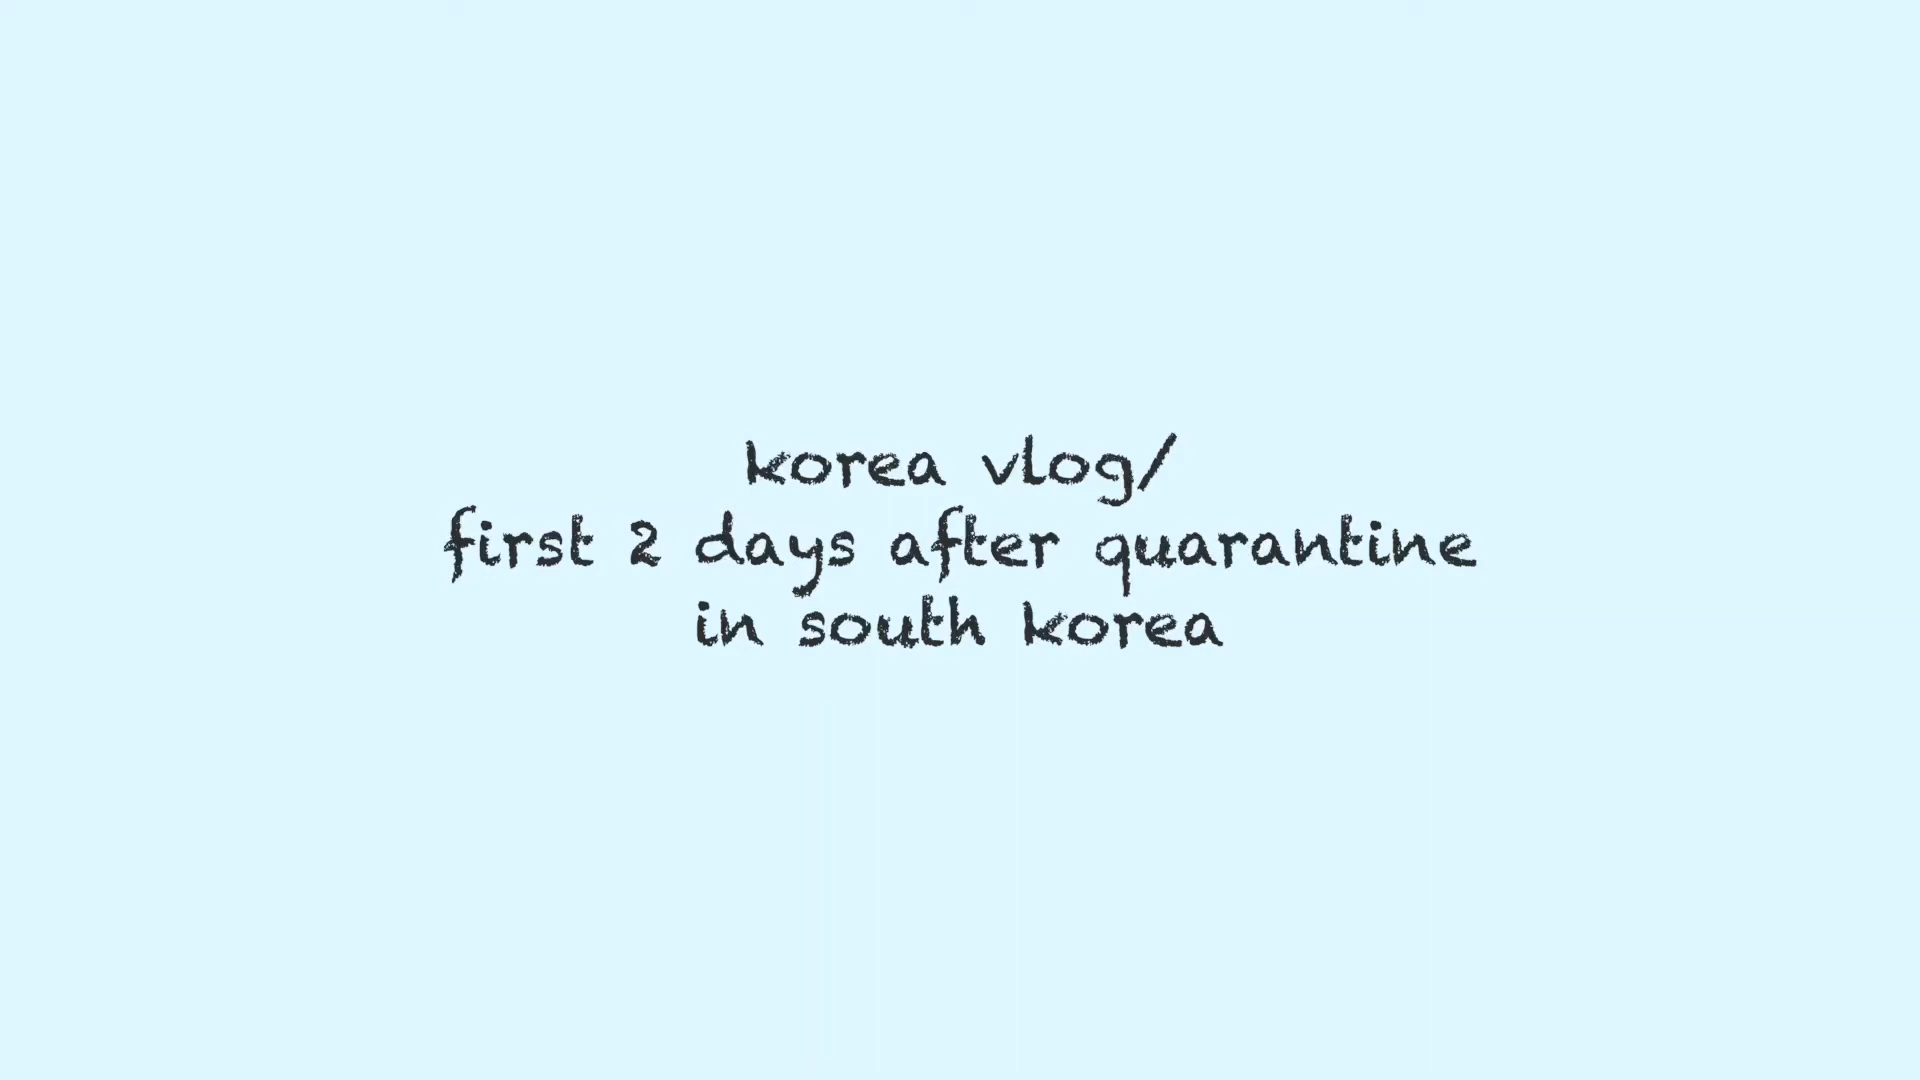 korea vlog/
first 2 days after quarantine
in south korea